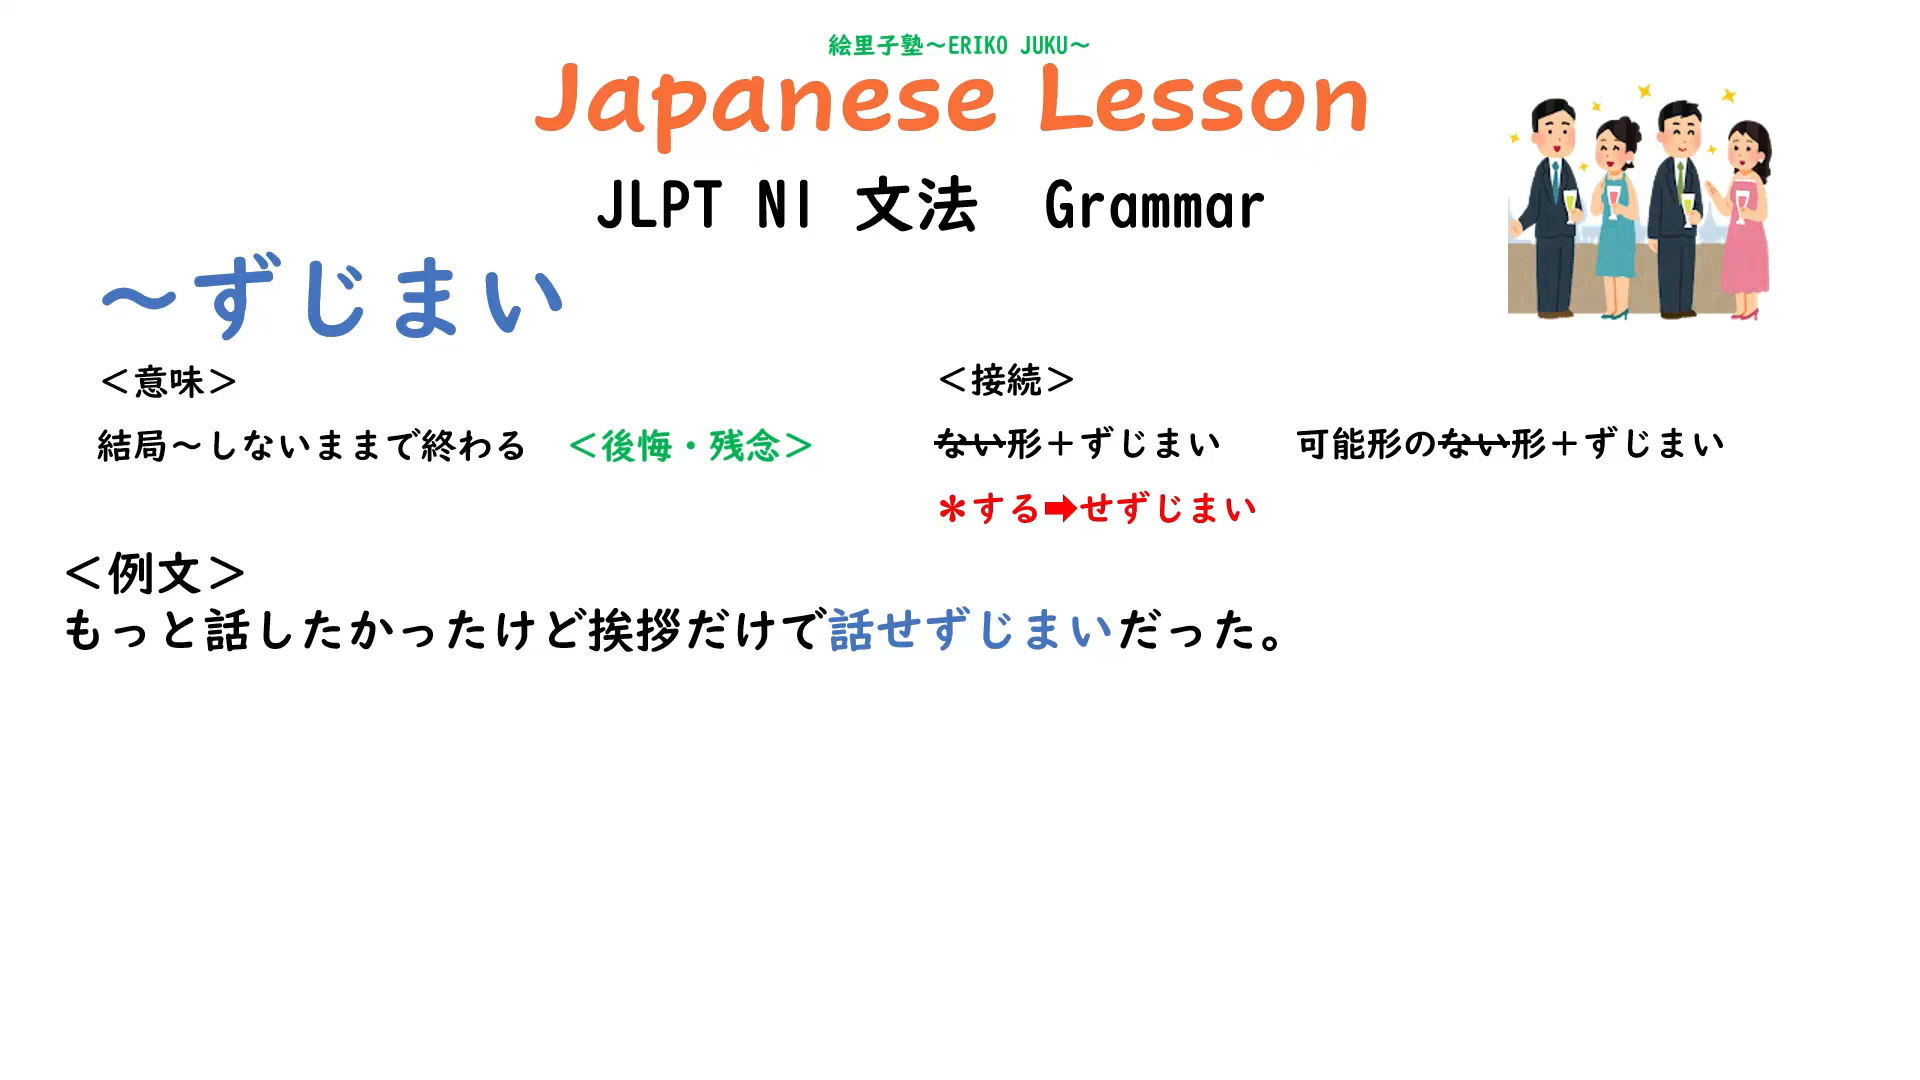 絵里子塾～ERIKO JUKU～
Japanese Lesson
JLPT N1 文法　Grammar
～ずじまい
＜意味＞
結局～しないままで終わる　＜後悔・残念＞
＜接続＞
ない形＋ずじまい　　可能形のない形＋ずじまい
＊する➡せずじまい
＜例文＞
もっと話したかったけど挨拶だけで話せずじまいだった。